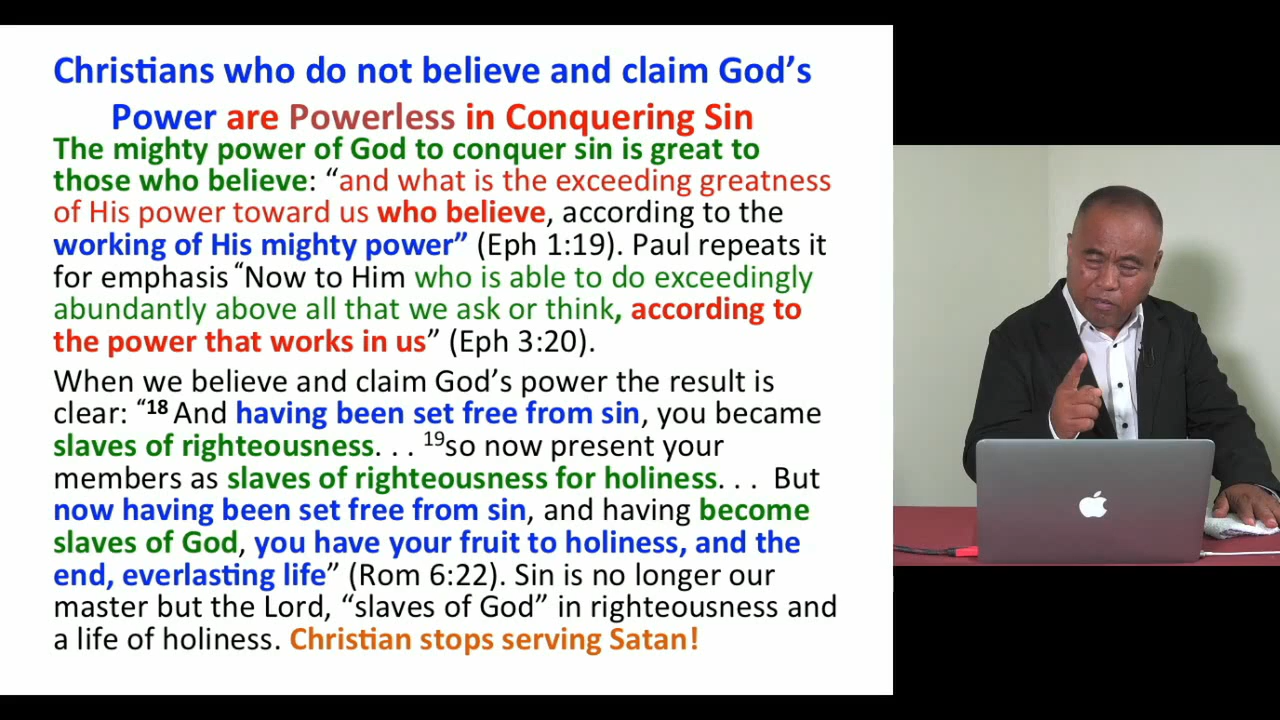 Christians who do not believe and claim God’s
Power are Powerless in Conquering Sin
The mighty power of God to conquer sin is great to
those who believe: “and what is the exceeding greatness
of His power toward us who believe, according to the
working of His mighty power” (Eph 1:19). Paul repeats it
for emphasis “Now to Him who is able to do exceedingly
abundantly above all that we ask or think, according to
the power that works in us” (Eph 3:20).
When we believe and claim God’s power the result is
clear: “18 And having been set free from sin, you became
slaves of righteousness. . . 19so now present your
members as slaves of righteousness for holiness. . . But
now having been set free from sin, and having become
slaves of God, you have your fruit to holiness, and the
end, everlasting life” (Rom 6:22). Sin is no longer our
master but the Lord, “slaves of God” in righteousness and
a life of holiness. Christian stops serving Satan!